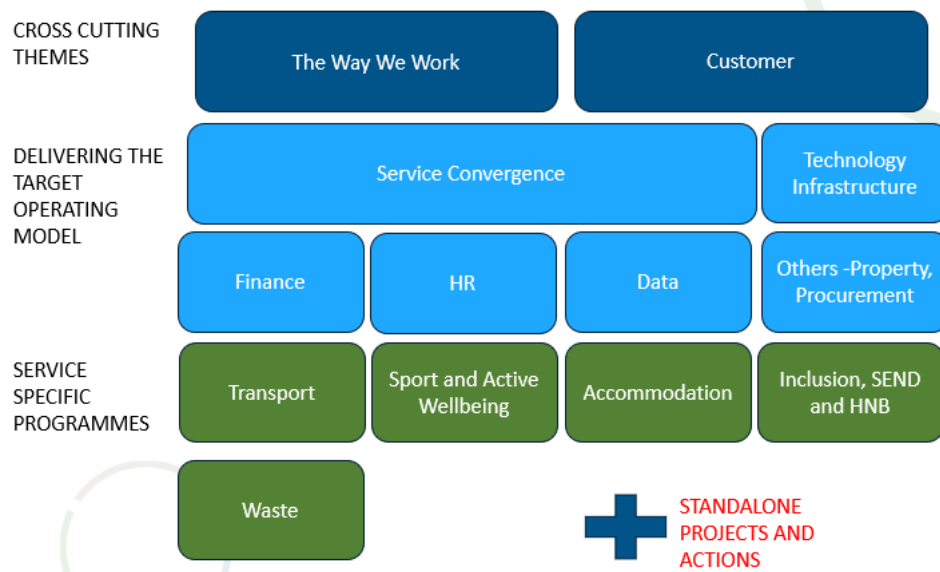 CROSS CUTTING
THEMES
The Way We Work
Customer
DELIVERING THE
TARGET
OPERATING
MODEL
Service Convergence
Technology
Infrastructure
Finance
HR
Data
Others -Property,
Procurement
SERVICE
SPECIFIC
PROGRAMMES
Transport
Sport and Active
Wellbeing
Accommodation
Inclusion, SEND
and HNB
Waste
STANDALONE
PROJECTS AND
ACTIONS